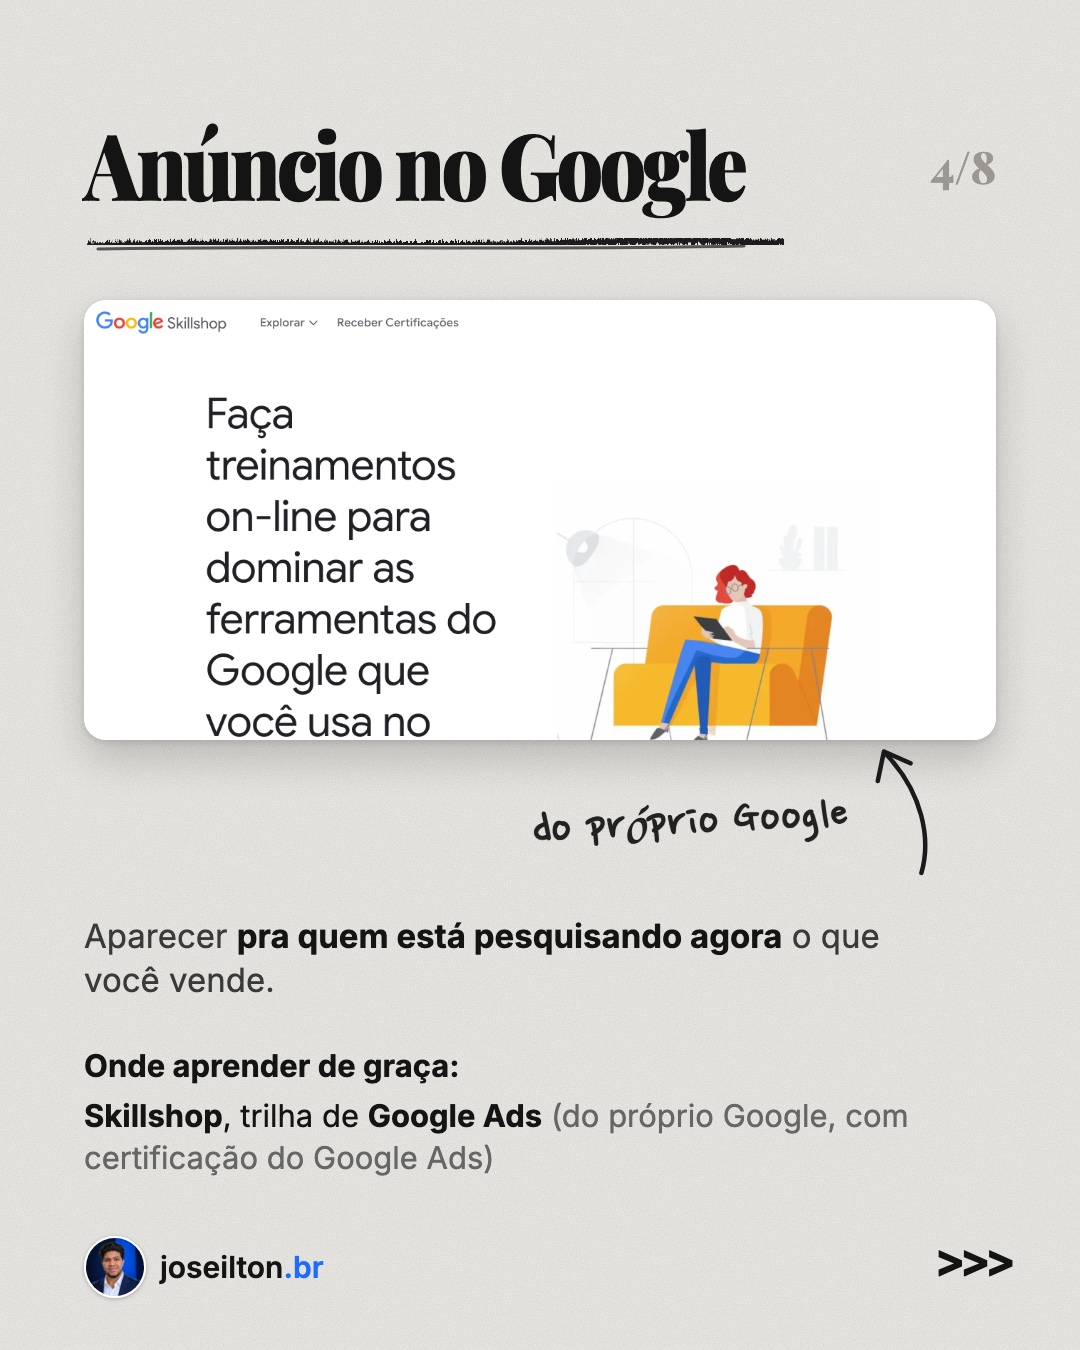 Anúncio no Google
4/8
Google Skillshop Explorar Receber Certificações
Faça
treinamentos
on-line para
dominar as
ferramentas do
Google que
você usa no
do próprio Google
Aparecer pra quem está pesquisando agora o que
você vende.
Onde aprender de graça:
Skillshop, trilha de Google Ads (do próprio Google, com
certificação do Google Ads)
joseilton.br
>>>